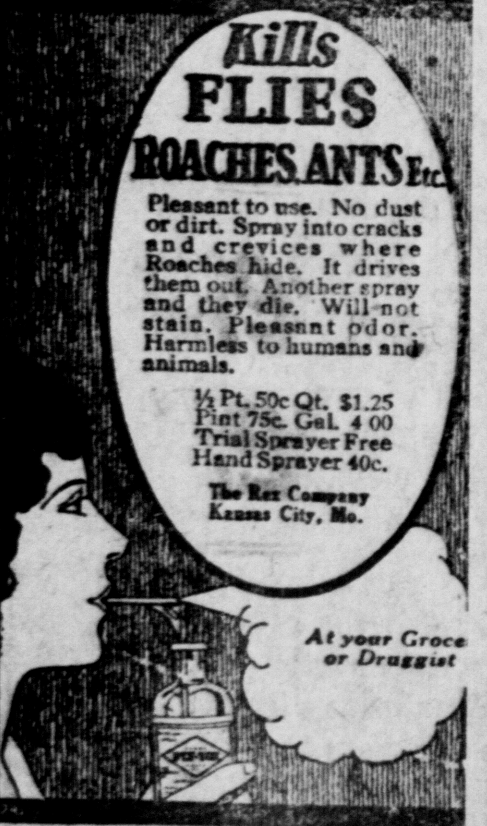 Kills
FLIES
ROACHES, ANTS Etc.
Pleasant to use. No dust
or dirt. Spray into cracks
and crevices where
Roaches hide. It drives
them out. Another spray
and they die. Will not
stain. Pleasant odor.
Harmless to humans and
animals.
½ Pt. 50c Qt. $1.25
Pint 75c. Gal. 4 00
Trial Sprayer Free
Hand Sprayer 40c.
The Rex Company
Kansas City, Mo.
At your Groce
or Druggist